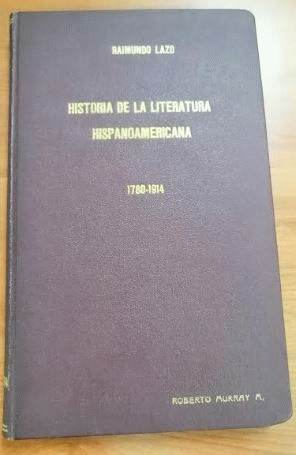 RAIMUNDO LAZO
HISTORIA DE LA LITERATURA
HISPANOAMERICANA
1780-1914
ROBERTO MURRAY M.